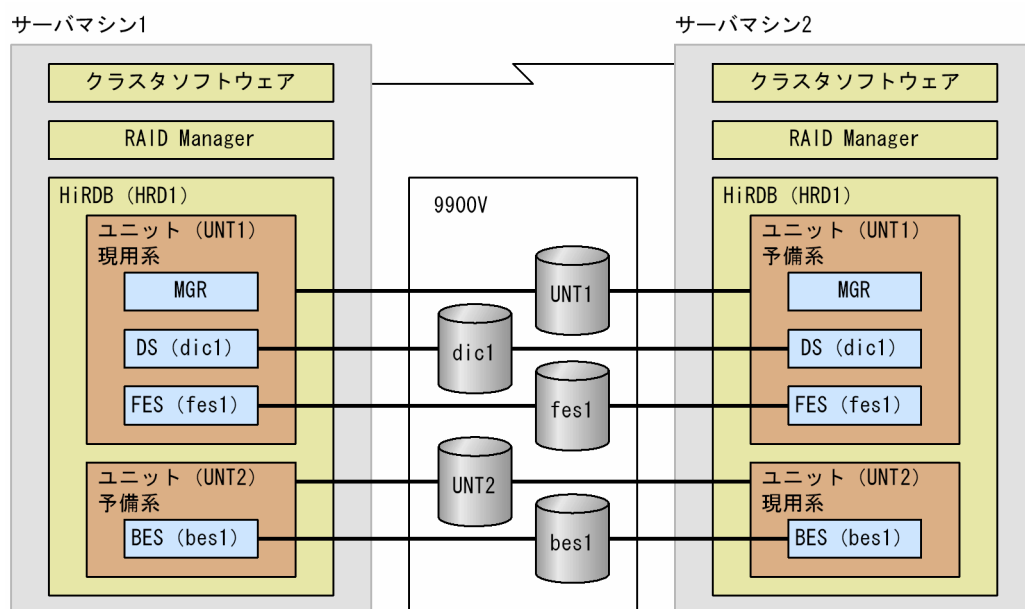 サーバマシン1
サーバマシン2
クラスタソフトウェア
クラスタソフトウェア
RAID Manager
RAID Manager
HiRDB (HRD1)
9900V
HiRDB (HRD1)
ユニット (UNT1)
現用系
ユニット (UNT1)
予備系
MGR
UNT1
MGR
DS (dic1)
dic1
DS (dic1)
FES (fes1)
fes1
FES (fes1)
ユニット (UNT2)
予備系
UNT2
ユニット (UNT2)
現用系
BES (bes1)
bes1
BES (bes1)